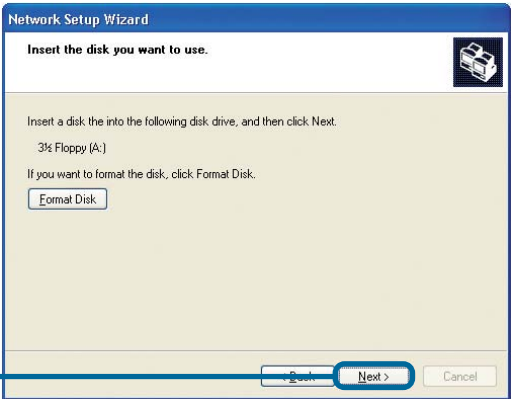 Network Setup Wizard
Insert the disk you want to use.
Insert a disk the into the following disk drive, and then click Next.
3½ Floppy (A:)
If you want to format the disk, click Format Disk.
Format Disk
< Back Next > Cancel